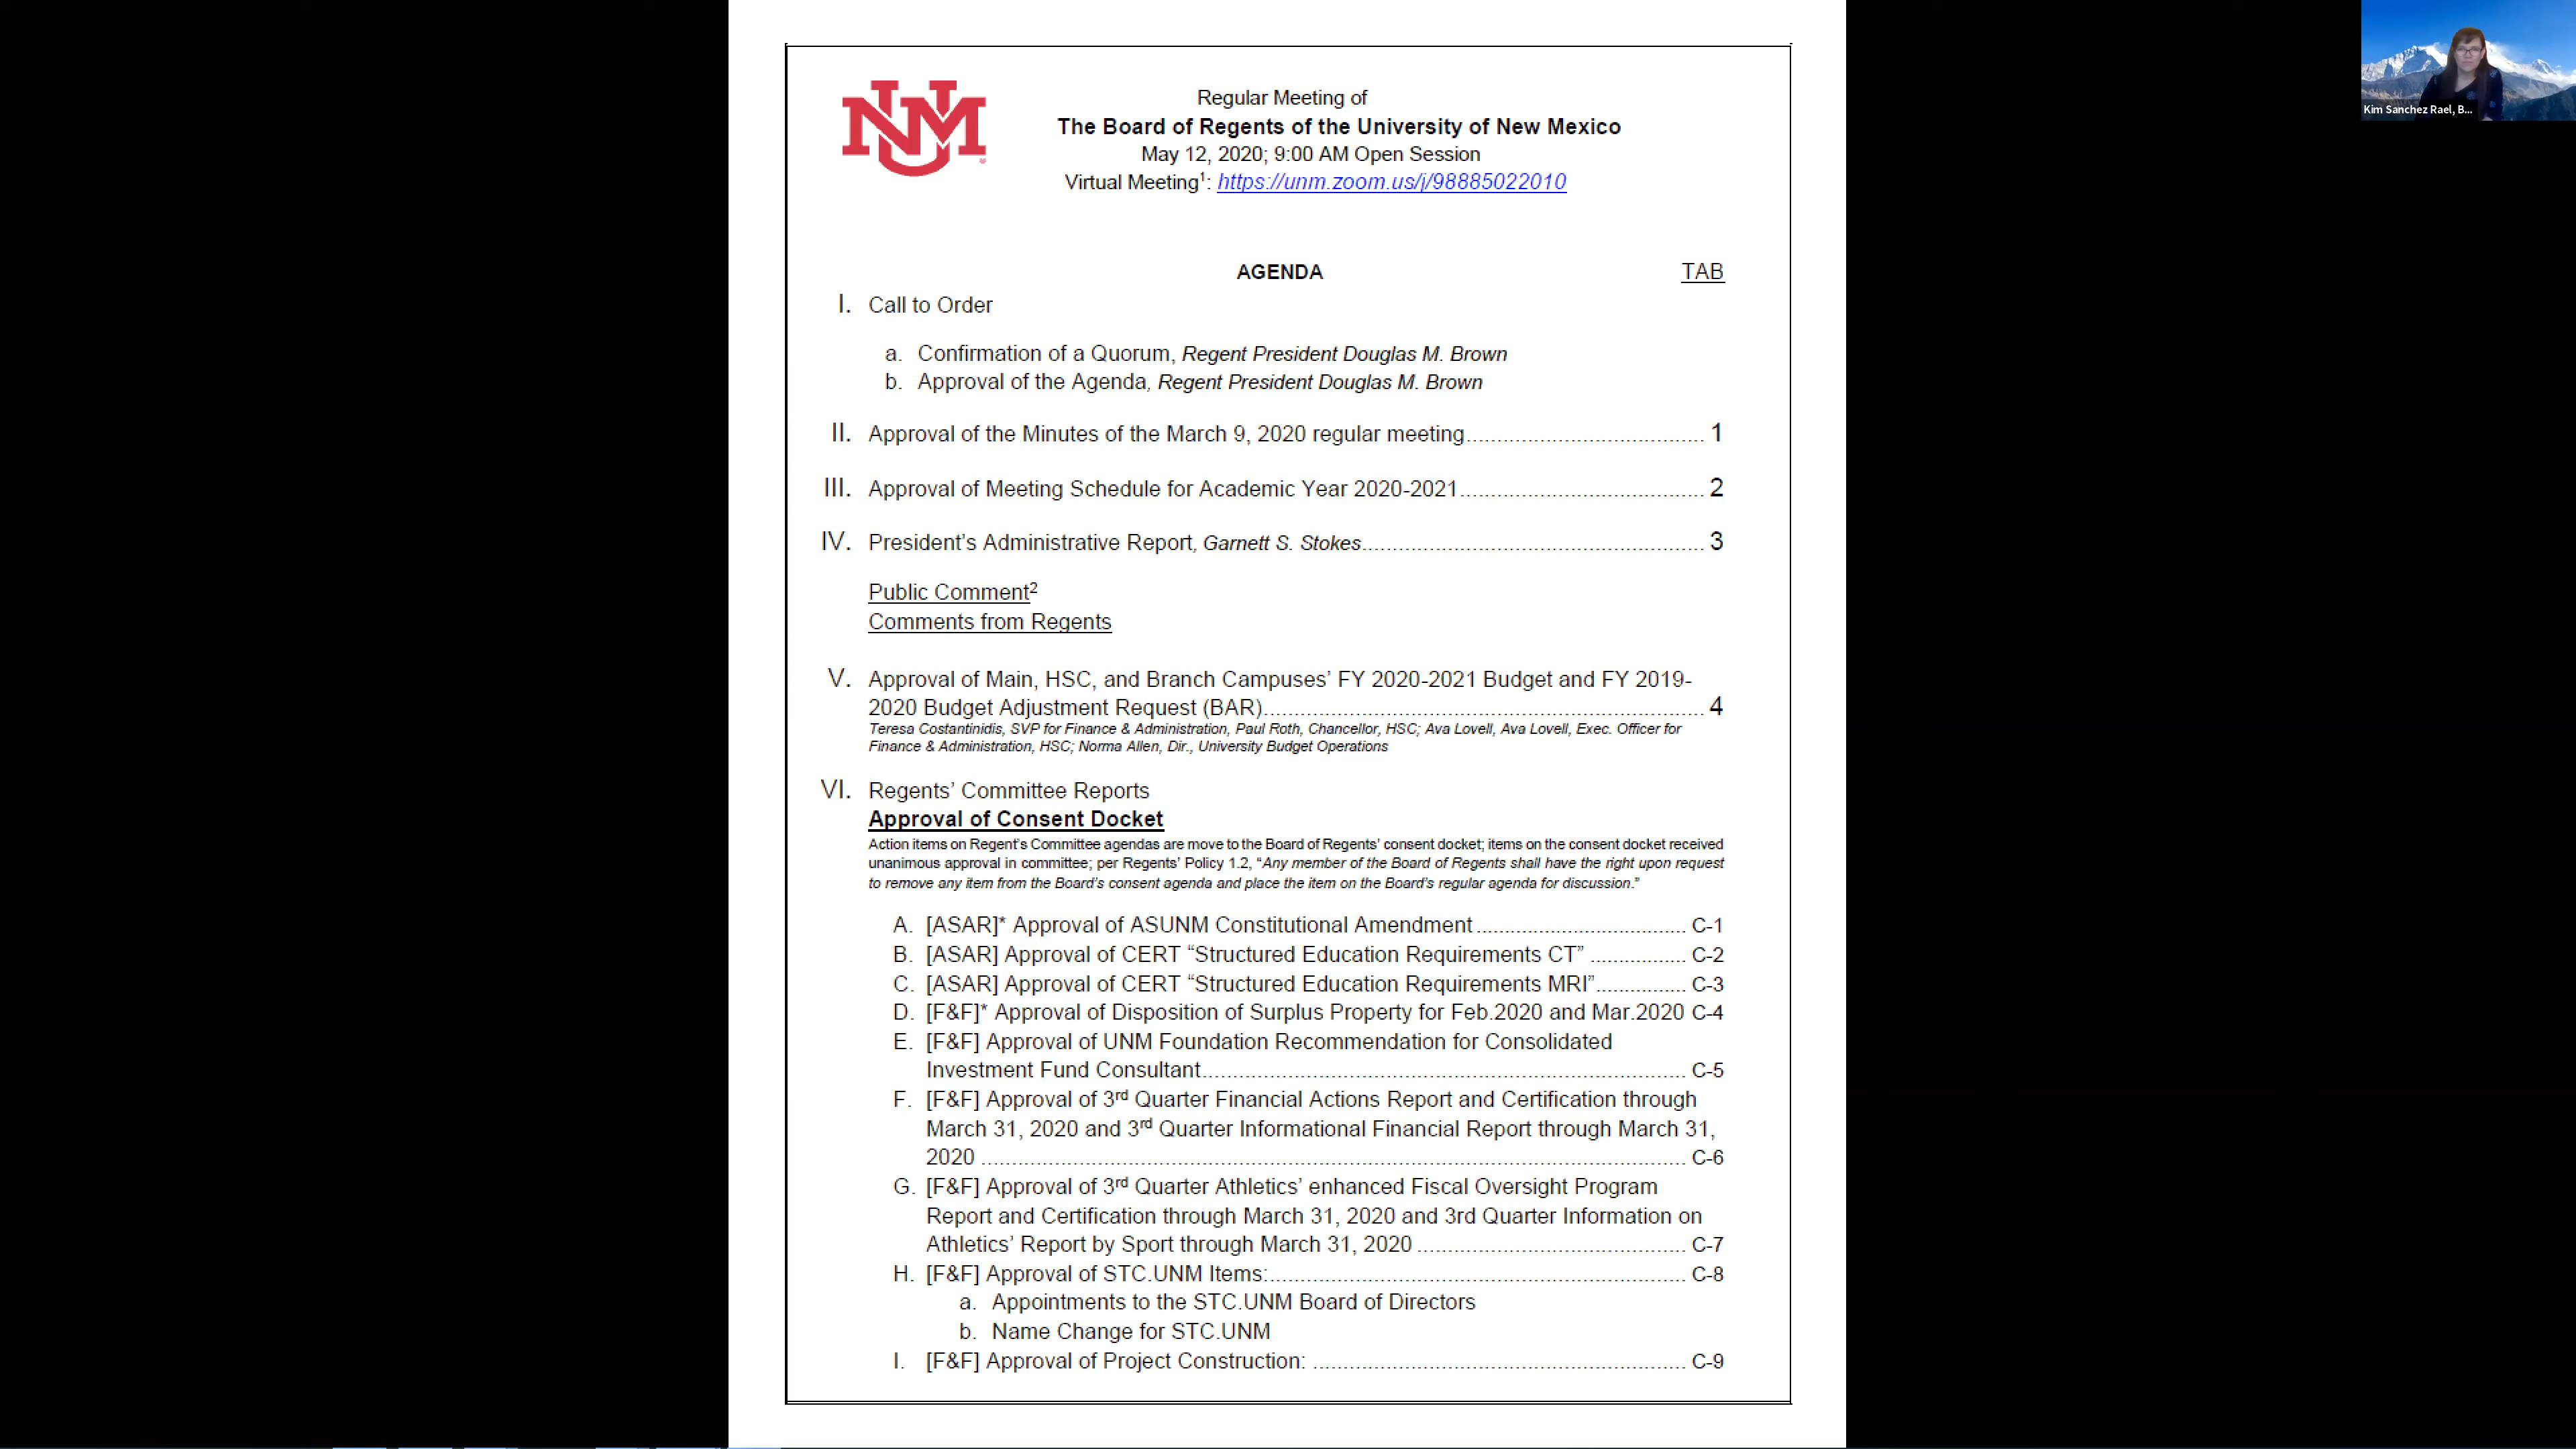 UNM
Regular Meeting of
The Board of Regents of the University of New Mexico
May 12, 2020; 9:00 AM Open Session
Virtual Meeting¹: https://unm.zoom.us/j/98885022010
Kim Sanchez Rael, B...
AGENDA TAB
I. Call to Order
a. Confirmation of a Quorum, Regent President Douglas M. Brown
b. Approval of the Agenda, Regent President Douglas M. Brown
II. Approval of the Minutes of the March 9, 2020 regular meeting........................................ 1
III. Approval of Meeting Schedule for Academic Year 2020-2021........................................ 2
IV. President's Administrative Report, Garnett S. Stokes........................................ 3
Public Comment²
Comments from Regents
V. Approval of Main, HSC, and Branch Campuses' FY 2020-2021 Budget and FY 2019-
2020 Budget Adjustment Request (BAR)........................................ 4
Teresa Costantinidis, SVP for Finance & Administration, Paul Roth, Chancellor, HSC; Ava Lovell, Ava Lovell, Exec. Officer for
Finance & Administration, HSC; Norma Allen, Dir., University Budget Operations
VI. Regents' Committee Reports
Approval of Consent Docket
Action items on Regent's Committee agendas are move to the Board of Regents' consent docket; items on the consent docket received
unanimous approval in committee; per Regents' Policy 1.2, "Any member of the Board of Regents shall have the right upon request
to remove any item from the Board's consent agenda and place the item on the Board's regular agenda for discussion."
A. [ASAR]* Approval of ASUNM Constitutional Amendment ........................................ C-1
B. [ASAR] Approval of CERT "Structured Education Requirements CT" ................ C-2
C. [ASAR] Approval of CERT "Structured Education Requirements MRI"............... C-3
D. [F&F]* Approval of Disposition of Surplus Property for Feb.2020 and Mar.2020 C-4
E. [F&F] Approval of UNM Foundation Recommendation for Consolidated
Investment Fund Consultant........................................ C-5
F. [F&F] Approval of 3rd Quarter Financial Actions Report and Certification through
March 31, 2020 and 3rd Quarter Informational Financial Report through March 31,
2020 ........................................ C-6
G. [F&F] Approval of 3rd Quarter Athletics' enhanced Fiscal Oversight Program
Report and Certification through March 31, 2020 and 3rd Quarter Information on
Athletics' Report by Sport through March 31, 2020 ........................................ C-7
H. [F&F] Approval of STC.UNM Items:........................................ C-8
a. Appointments to the STC.UNM Board of Directors
b. Name Change for STC.UNM
I. [F&F] Approval of Project Construction: ........................................ C-9